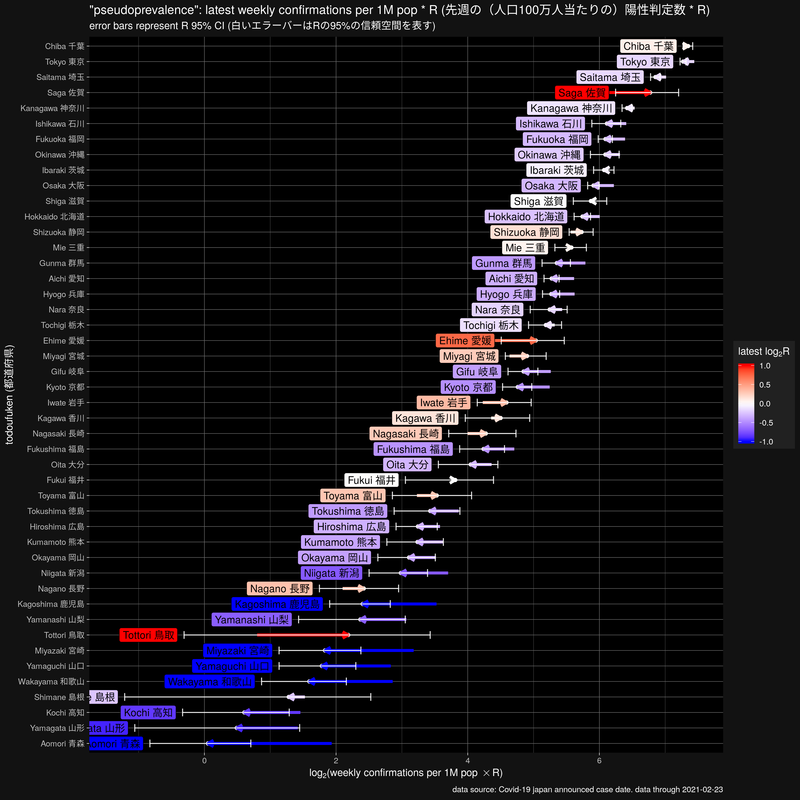 "pseudoprevalence": latest weekly confirmations per 1M pop * R (先週の（人口100万人当たりの）陽性判定数 * R)
error bars represent R 95% CI (白いエラーバーはRの95%の信頼空間を表す)
todoufuken (都道府県)
Chiba 千葉
Tokyo 東京
Saitama 埼玉
Saga 佐賀
Kanagawa 神奈川
Ishikawa 石川
Fukuoka 福岡
Okinawa 沖縄
Ibaraki 茨城
Osaka 大阪
Shiga 滋賀
Hokkaido 北海道
Shizuoka 静岡
Mie 三重
Gunma 群馬
Aichi 愛知
Hyogo 兵庫
Nara 奈良
Tochigi 栃木
Ehime 愛媛
Miyagi 宮城
Gifu 岐阜
Kyoto 京都
Iwate 岩手
Kagawa 香川
Nagasaki 長崎
Fukushima 福島
Oita 大分
Fukui 福井
Toyama 富山
Tokushima 徳島
Hiroshima 広島
Kumamoto 熊本
Okayama 岡山
Niigata 新潟
Nagano 長野
Kagoshima 鹿児島
Yamanashi 山梨
Tottori 鳥取
Miyazaki 宮崎
Yamaguchi 山口
Wakayama 和歌山
Shimane 島根
Kochi 高知
Yamagata 山形
Aomori 青森
Chiba 千葉
Tokyo 東京
Saitama 埼玉
Saga 佐賀
Kanagawa 神奈川
Ishikawa 石川
Fukuoka 福岡
Okinawa 沖縄
Ibaraki 茨城
Osaka 大阪
Shiga 滋賀
Hokkaido 北海道
Shizuoka 静岡
Mie 三重
Gunma 群馬
Aichi 愛知
Hyogo 兵庫
Nara 奈良
Tochigi 栃木
Ehime 愛媛
Miyagi 宮城
Gifu 岐阜
Kyoto 京都
Iwate 岩手
Kagawa 香川
Nagasaki 長崎
Fukushima 福島
Oita 大分
Fukui 福井
Toyama 富山
Tokushima 徳島
Hiroshima 広島
Kumamoto 熊本
Okayama 岡山
Niigata 新潟
Nagano 長野
Kagoshima 鹿児島
Yamanashi 山梨
Tottori 鳥取
Miyazaki 宮崎
Yamaguchi 山口
Wakayama 和歌山
島根
Kochi 高知
ata 山形
omori 青森
0 2 4 6
log₂(weekly confirmations per 1M pop × R)
latest log₂R
1.0
0.5
0.0
-0.5
-1.0
data source: Covid-19 japan announced case date. data through 2021-02-23